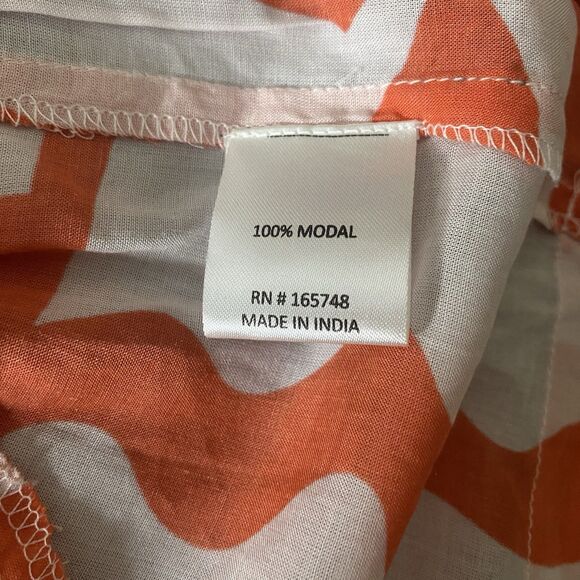 100% MODAL
RN # 165748
MADE IN INDIA